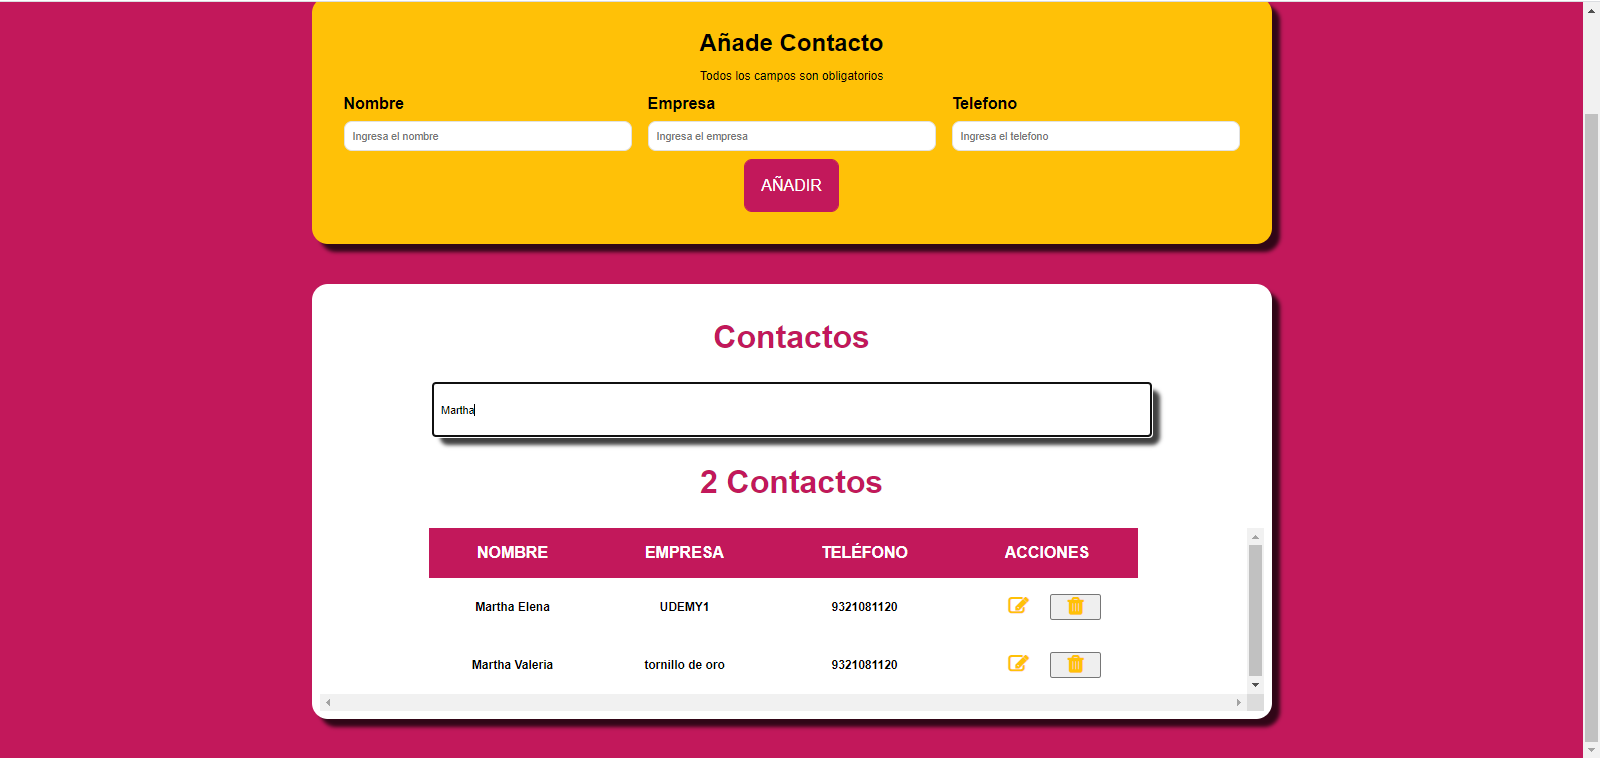 Añade Contacto
Todos los campos son obligatorios
Nombre Empresa Telefono
Ingresa el nombre Ingresa el empresa Ingresa el telefono
AÑADIR
Contactos
Martha
2 Contactos
NOMBRE EMPRESA TELÉFONO ACCIONES
Martha Elena UDEMY1 9321081120
Martha Valeria tornillo de oro 9321081120